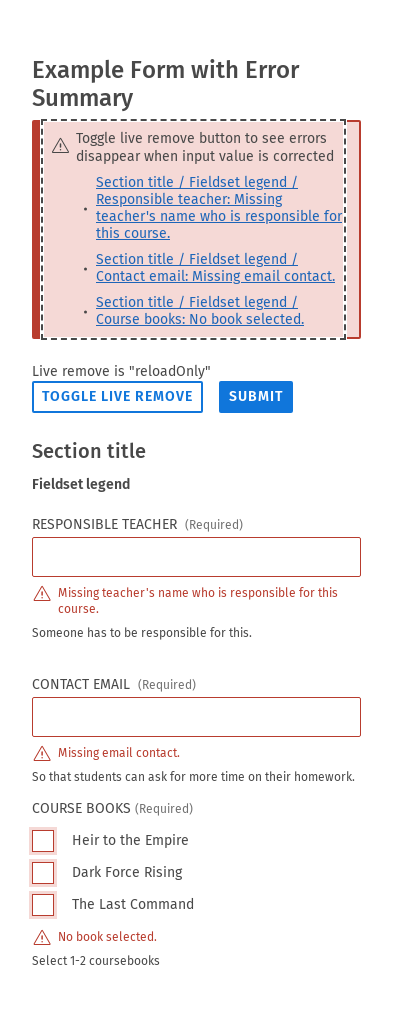 Example Form with Error
Summary
Toggle live remove button to see errors
disappear when input value is corrected
• Section title / Fieldset legend /
Responsible teacher: Missing
teacher's name who is responsible for
this course.
• Section title / Fieldset legend /
Contact email: Missing email contact.
• Section title / Fieldset legend /
Course books: No book selected.
Live remove is "reloadOnly"
TOGGLE LIVE REMOVE SUBMIT
Section title
Fieldset legend
RESPONSIBLE TEACHER (Required)
Missing teacher's name who is responsible for this
course.
Someone has to be responsible for this.
CONTACT EMAIL (Required)
Missing email contact.
So that students can ask for more time on their homework.
COURSE BOOKS (Required)
Heir to the Empire
Dark Force Rising
The Last Command
No book selected.
Select 1-2 coursebooks